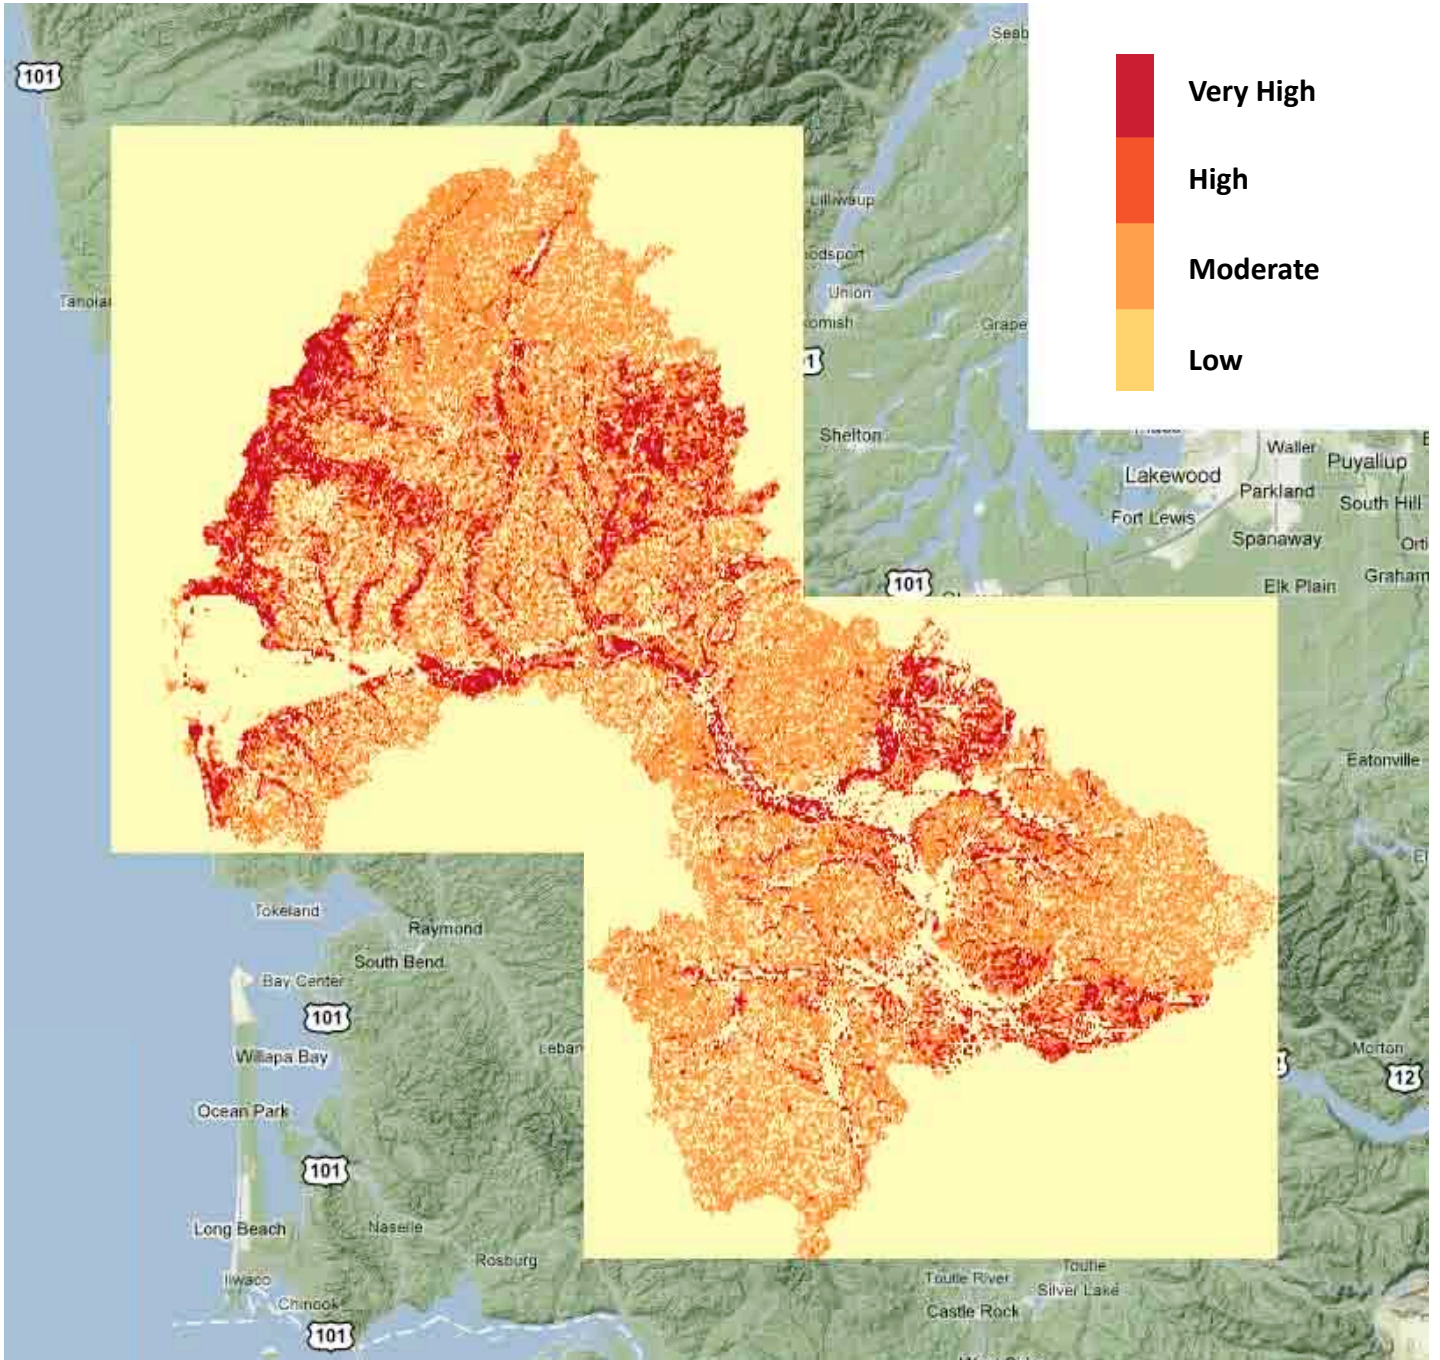 101
Seab
Very High
High
Moderate
Low
Lilliwaup
odsport
Union
Tanolan
komish
Grape
1
Shelton
Waller
Puyallup
Lakewood
Parkland
South Hill
Fort Lewis
Spanaway
Orti
101
Elk Plain
Graham
Eatonville
El
Tokeland
Raymond
South Bend
Bay Center
101
Willapa Bay
Leban
Morton
12
Ocean Park
101
Long Beach
Naselle
Rosburg
Toutle
Ilwaco
Toutle River
Silver Lake
Chinook
Castle Rock
101